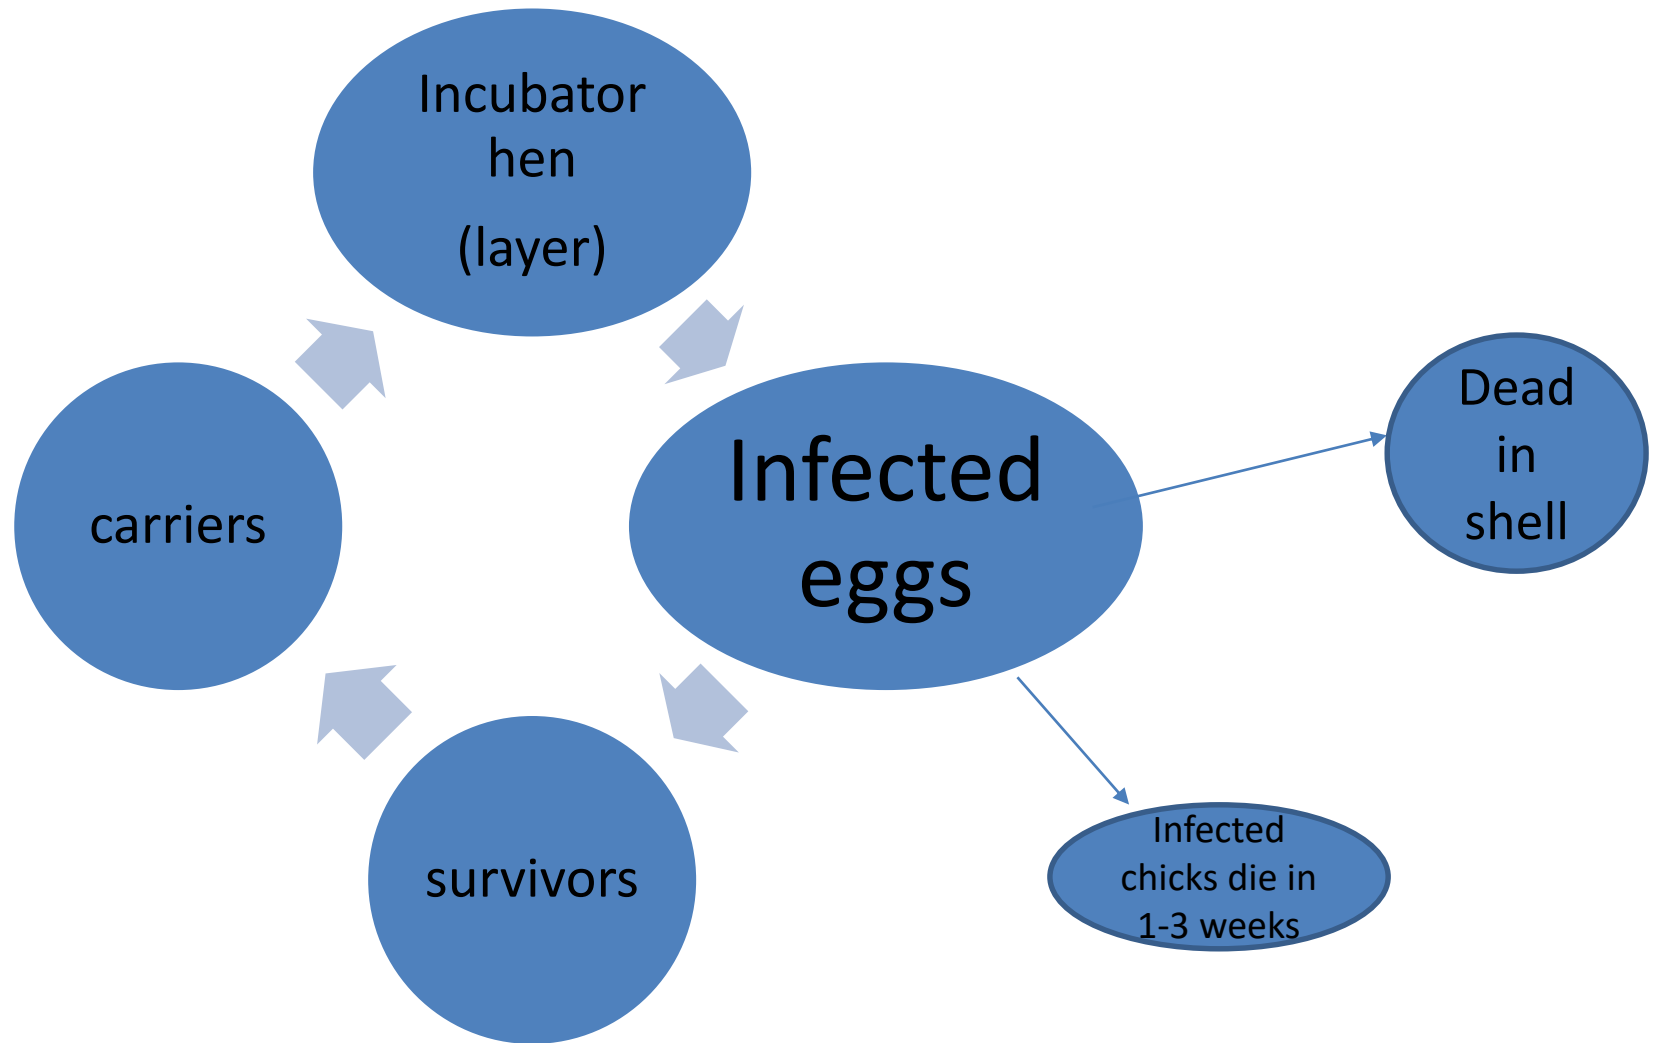 Incubator
hen
(layer)
Infected
eggs
Dead
in
shell
carriers
survivors
Infected
chicks die in
1-3 weeks